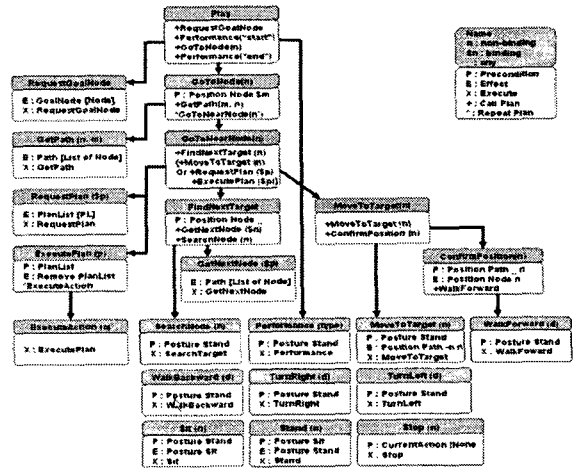 Play
+RequestGoalNode
+Performance("start")
+GoToNode(n)
+Performance("end")
Name
n : non-binding
$n : binding
: any
P : Precondition
E : Effect
X : Execute
+ : Call Plan
^ : Repeat Plan
RequestGoalNode
E : GoalNode [Node],
X : RequestGoalNode
GoToNode(n)
P : Position Node $m
+GetPath(m, n)
^GoToNearNode(n')
GetPath (n, m)
E : Path [List of Node]
X : GetPath
GoToNearNode(n)
+FindNextTarget (n)
(+MoveToTarget (n)
Or +RequestPlan ($p)
+ExecutePlan ($p))
RequestPlan ($p)
E : PlanList [PL]
X : RequestPlan
FindNextTarget
P : Position Node _
+GetNextNode ($n)
+SearchNode (n)
MoveToTarget(n)
+MoveToTarget (n)
+ConfirmPosition (n)
ExecutePlan (p)
P : PlanList
E : Remove PlanList
^ExecuteAction
GetNextNode ($n)
E : Path [List of Node]
X : GetNextNode
ConfirmPosition(n)
P : Position Path _ n
E : Position Node n
+WalkForward
ExecuteAction
X : ExecutePlan
SearchNode (n)
P : Posture Stand
X : SearchTarget
Performance (type)
P : Posture Stand
X : Performance
MoveToTarget (n)
P : Posture Stand
E : Position Path
X : MoveToTarget
WalkForward (d)
P : Posture Stand
X : WalkFoward
WalkBackward (d)
P : Posture Stand
X : WalkBackward
TurnRight (d)
P : Posture Stand
X : TurnRight
TurnLeft (d)
P : Posture Stand
X : TurnLeft
Sit (n)
P : Posture Stand
E : Posture Sit
X : Sit
Stand (n)
P : Posture Sit
E : Posture Stand
X : Stand
Stop (n)
P : CurrentAction [None
X : Stop